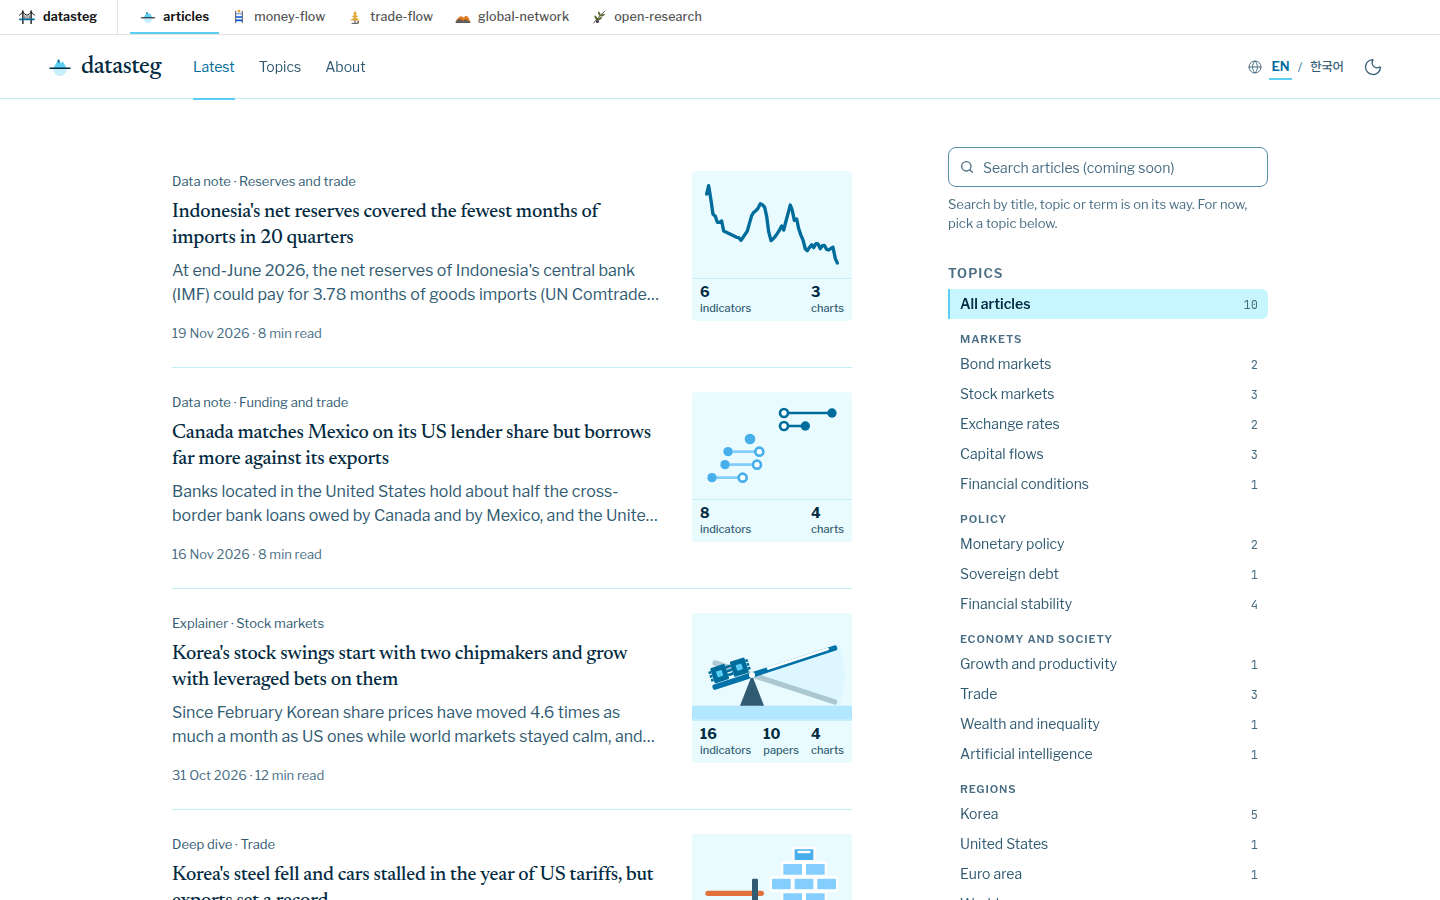 datasteg
articles
money-flow
trade-flow
global-network
open-research
datasteg
Latest
Topics
About
EN / 한국어
Data note · Reserves and trade
Indonesia's net reserves covered the fewest months of
imports in 20 quarters
At end-June 2026, the net reserves of Indonesia's central bank
(IMF) could pay for 3.78 months of goods imports (UN Comtrade...
19 Nov 2026 · 8 min read
6 indicators
3 charts
Data note · Funding and trade
Canada matches Mexico on its US lender share but borrows
far more against its exports
Banks located in the United States hold about half the cross-
border bank loans owed by Canada and by Mexico, and the Unite...
16 Nov 2026 · 8 min read
8 indicators
4 charts
Explainer · Stock markets
Korea's stock swings start with two chipmakers and grow
with leveraged bets on them
Since February Korean share prices have moved 4.6 times as
much a month as US ones while world markets stayed calm, and...
31 Oct 2026 · 12 min read
16 indicators
10 papers
4 charts
Deep dive · Trade
Korea's steel fell and cars stalled in the year of US tariffs, but
exports set a record
Search articles (coming soon)
Search by title, topic or term is on its way. For now,
pick a topic below.
TOPICS
All articles 10
MARKETS
Bond markets 2
Stock markets 3
Exchange rates 2
Capital flows 3
Financial conditions 1
POLICY
Monetary policy 2
Sovereign debt 1
Financial stability 4
ECONOMY AND SOCIETY
Growth and productivity 1
Trade 3
Wealth and inequality 1
Artificial intelligence 1
REGIONS
Korea 5
United States 1
Euro area 1